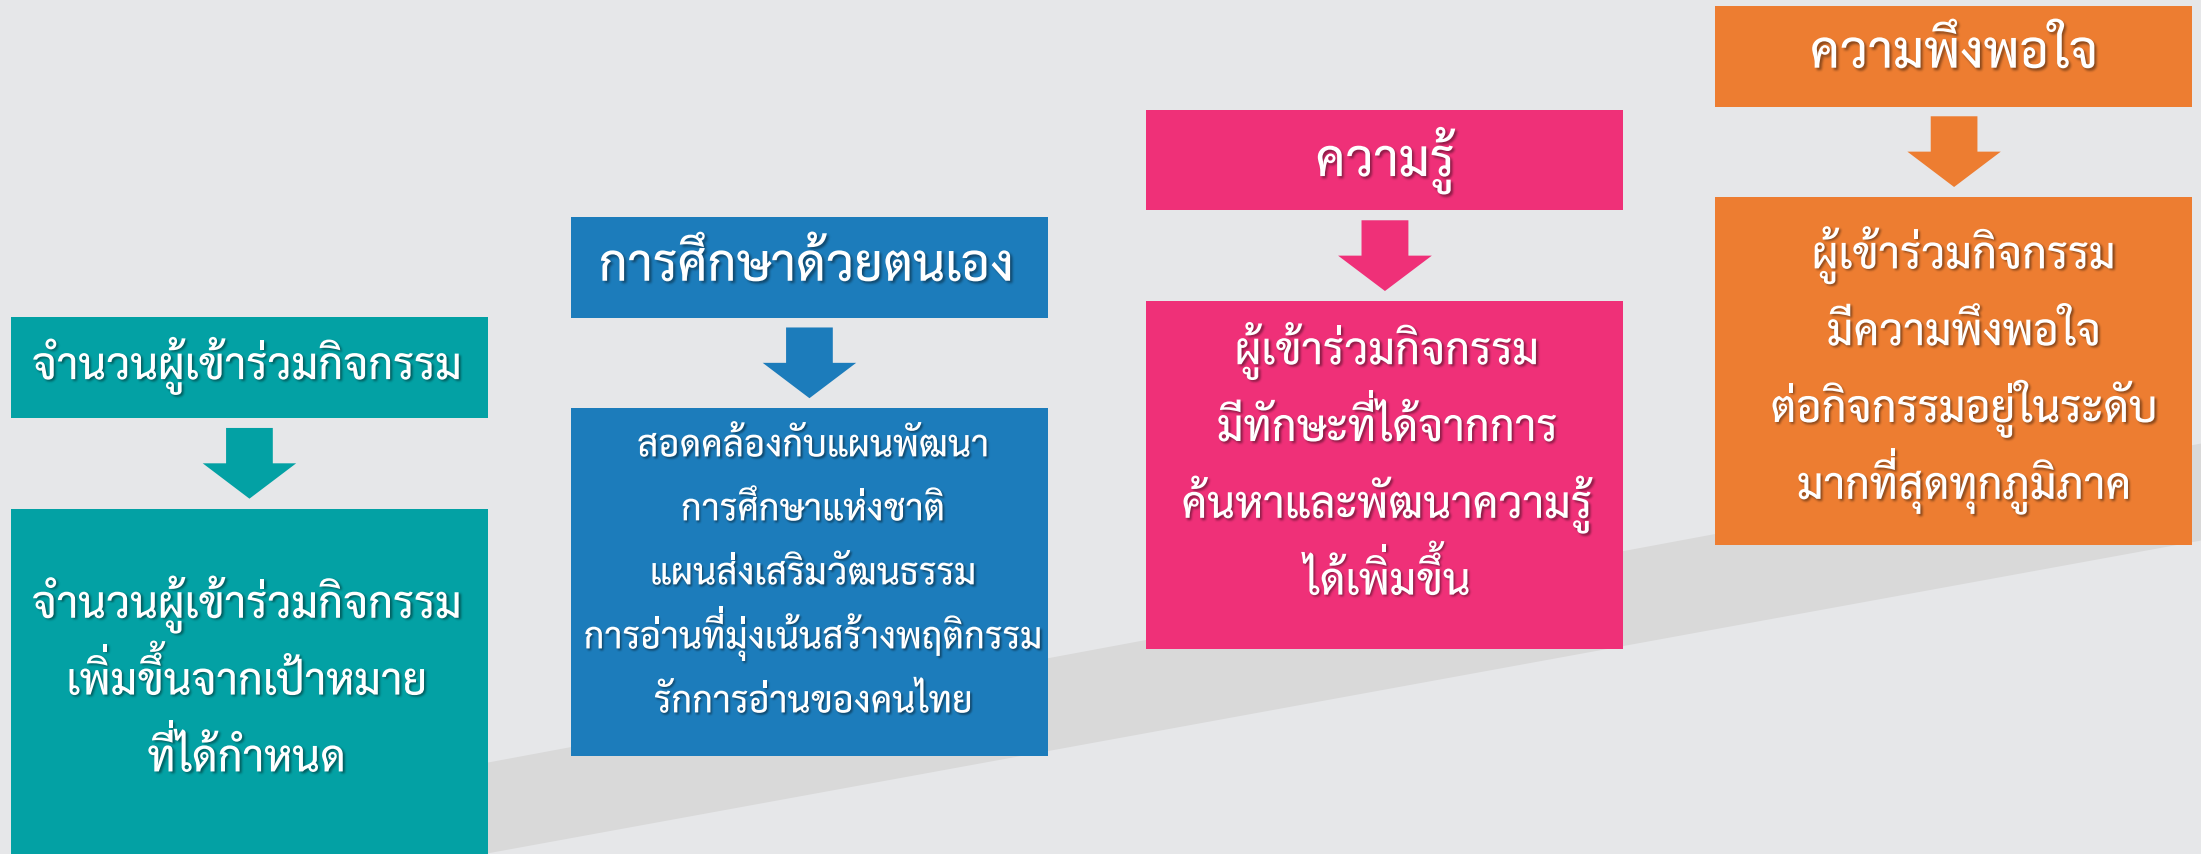 จำนวนผู้เข้าร่วมกิจกรรม
จำนวนผู้เข้าร่วมกิจกรรม
เพิ่มขึ้นจากเป้าหมาย
ที่ได้กำหนด
การศึกษาด้วยตนเอง
สอดคล้องกับแผนพัฒนา
การศึกษาแห่งชาติ
แผนส่งเสริมวัฒนธรรม
การอ่านที่มุ่งเน้นสร้างพฤติกรรม
รักการอ่านของคนไทย
ความรู้
ผู้เข้าร่วมกิจกรรม
มีทักษะที่ได้จากการ
ค้นหาและพัฒนาความรู้
ได้เพิ่มขึ้น
ความพึงพอใจ
ผู้เข้าร่วมกิจกรรม
มีความพึงพอใจ
ต่อกิจกรรมอยู่ในระดับ
มากที่สุดทุกภูมิภาค